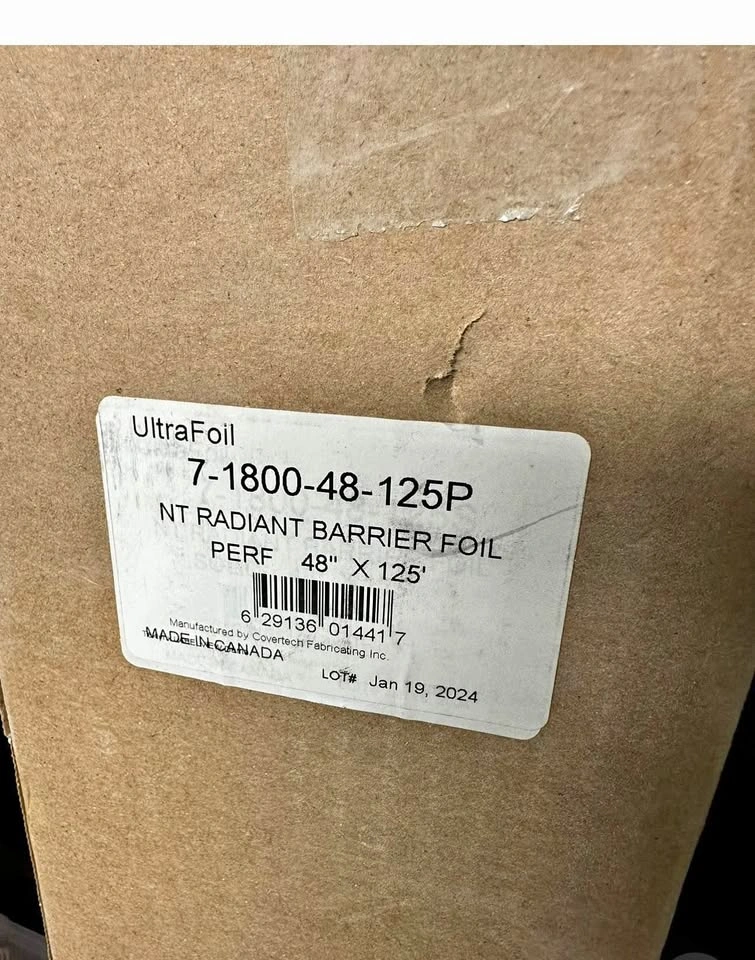 UltraFoil
7-1800-48-125P
NT RADIANT BARRIER FOIL
PERF 48" X 125'
6 29136 01441 7
Manufactured by Covertech Fabricating Inc.
MADE IN CANADA
LOT# Jan 19, 2024